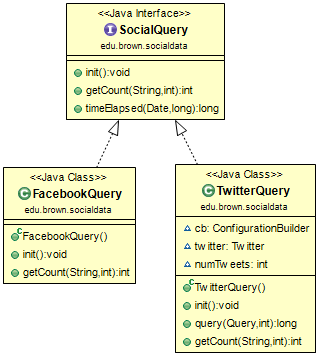 <<Java Interface>>
SocialQuery
edu.brown.socialdata
init():void
getCount(String,int):int
timeElapsed(Date,long):long
<<Java Class>>
FacebookQuery
edu.brown.socialdata
FacebookQuery()
init():void
getCount(String,int):int
<<Java Class>>
TwitterQuery
edu.brown.socialdata
cb: ConfigurationBuilder
twitter: Twitter
numTweets: int
TwitterQuery()
init():void
query(Query,int):long
getCount(String,int):int